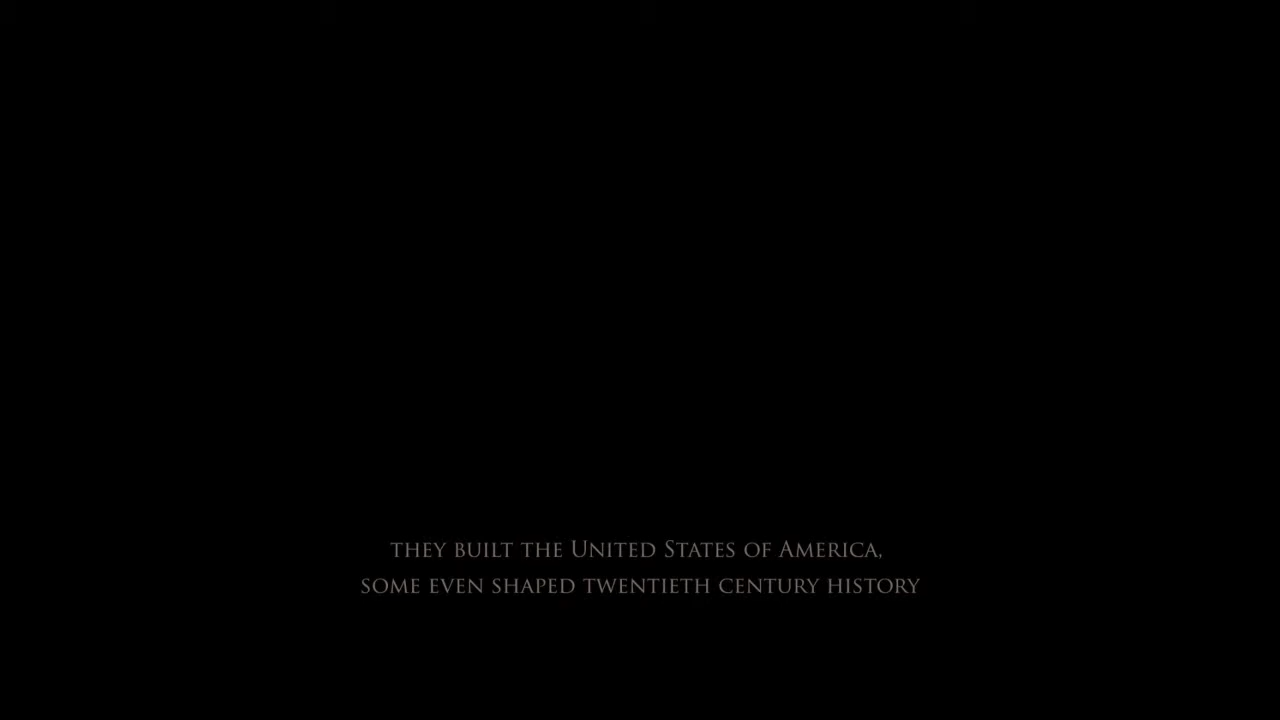 THEY BUILT THE UNITED STATES OF AMERICA,
SOME EVEN SHAPED TWENTIETH CENTURY HISTORY